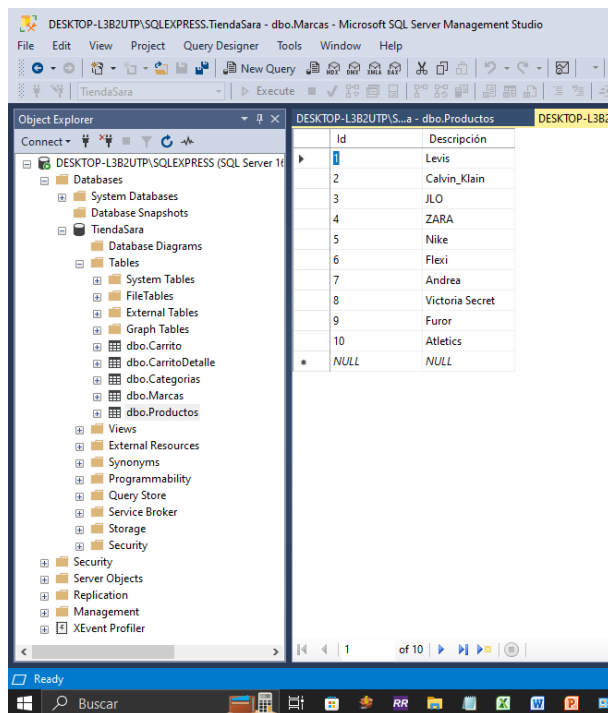 DESKTOP-L3B2UTP\SQLEXPRESS.TiendaSara - dbo.Marcas - Microsoft SQL Server Management Studio
File Edit View Project Query Designer Tools Window Help
New Query MDX DMX XMLA DAX
TiendaSara Execute
Object Explorer
Connect
DESKTOP-L3B2UTP\SQLEXPRESS (SQL Server 16
Databases
System Databases
Database Snapshots
TiendaSara
Database Diagrams
Tables
System Tables
FileTables
External Tables
Graph Tables
dbo.Carrito
dbo.CarritoDetalle
dbo.Categorias
dbo.Marcas
dbo.Productos
Views
External Resources
Synonyms
Programmability
Query Store
Service Broker
Storage
Security
Security
Server Objects
Replication
Management
XEvent Profiler
DESKTOP-L3B2UTP\S...a - dbo.Productos DESKTOP-L3B2
Id Descripción
1 Levis
2 Calvin_Klain
3 JLO
4 ZARA
5 Nike
6 Flexi
7 Andrea
8 Victoria Secret
9 Furor
10 Atletics
NULL NULL
1 of 10
Ready
Buscar RR W P